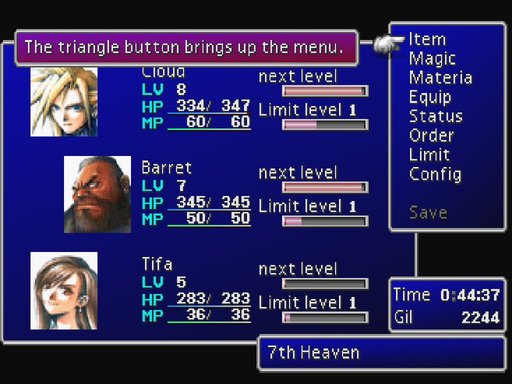 The triangle button brings up the menu.
Cloud
LV 8
HP 334/ 347
MP 60/ 60
next level
Limit level 1
Barret
LV 7
HP 345/ 345
MP 50/ 50
next level
Limit level 1
Tifa
LV 5
HP 283/ 283
MP 36/ 36
next level
Limit level 1
Item
Magic
Materia
Equip
Status
Order
Limit
Config
Save
Time 0:44:37
Gil 2244
7th Heaven